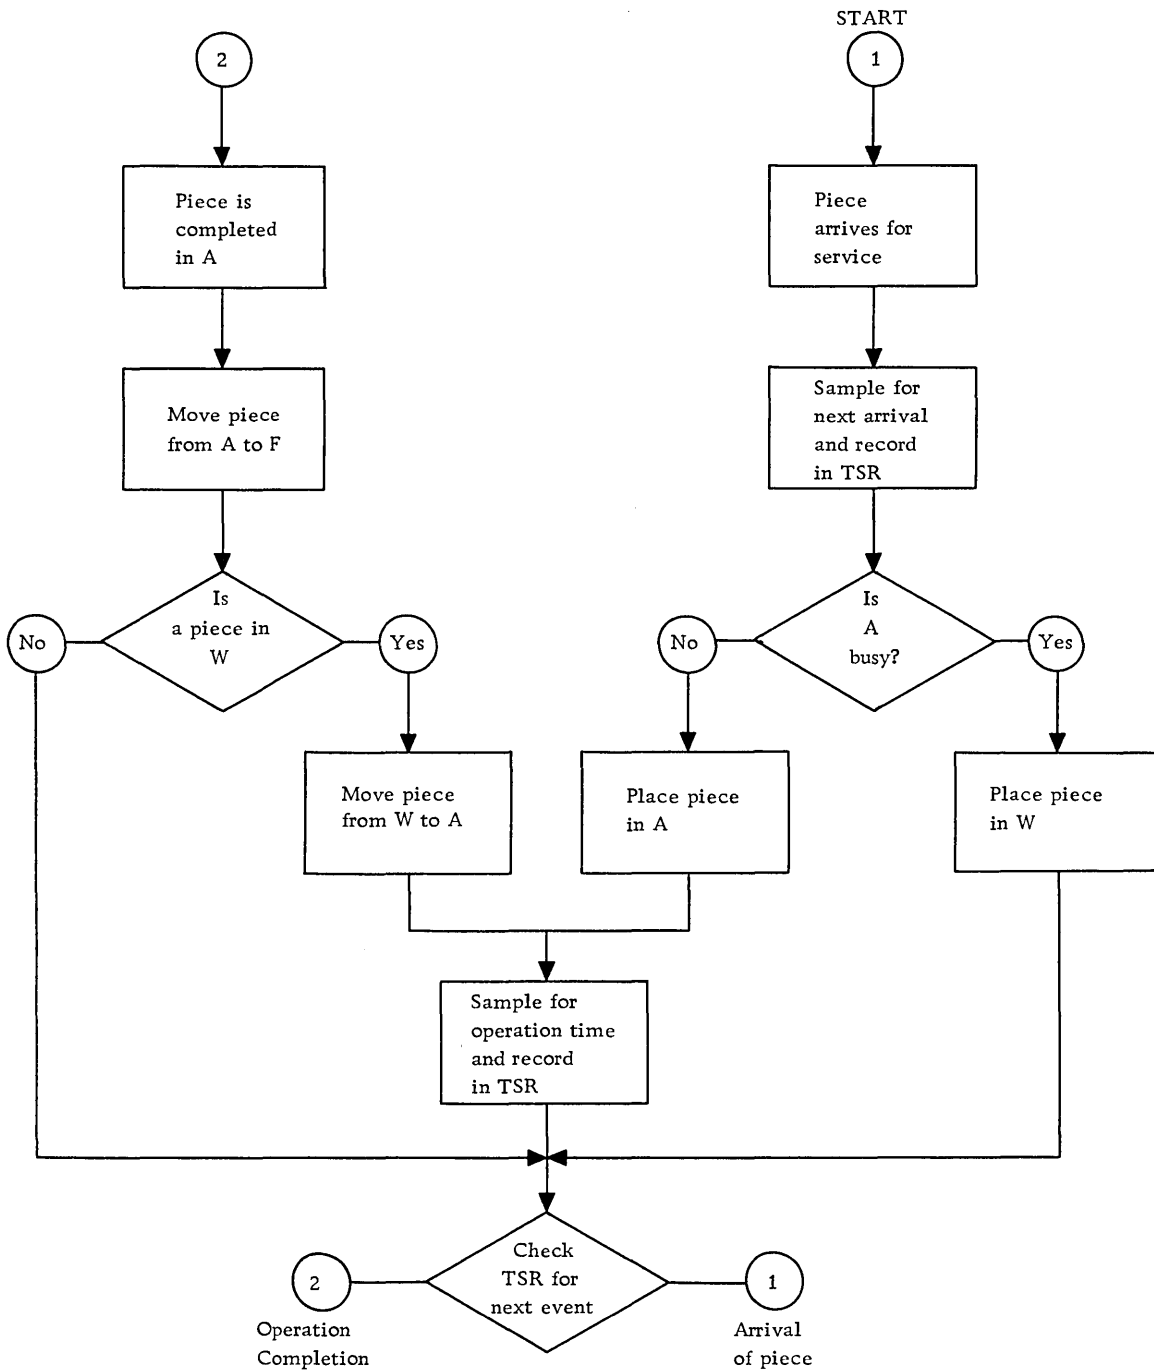 START
2
1
Piece is
completed
in A
Piece
arrives for
service
Move piece
from A to F
Sample for
next arrival
and record
in TSR
Is
a piece in
W
No
Yes
Is
A
busy?
No
Yes
Move piece
from W to A
Place piece
in A
Place piece
in W
Sample for
operation time
and record
in TSR
Check
TSR for
next event
2
Operation
Completion
1
Arrival
of piece